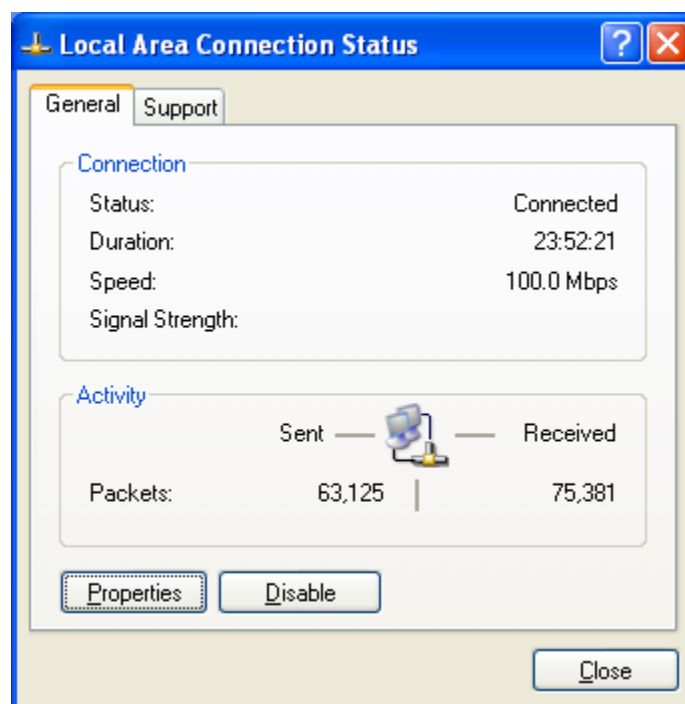 Local Area Connection Status
General Support
Connection
Status: Connected
Duration: 23:52:21
Speed: 100.0 Mbps
Signal Strength:
Activity
Sent Received
Packets: 63,125 75,381
Properties Disable
Close